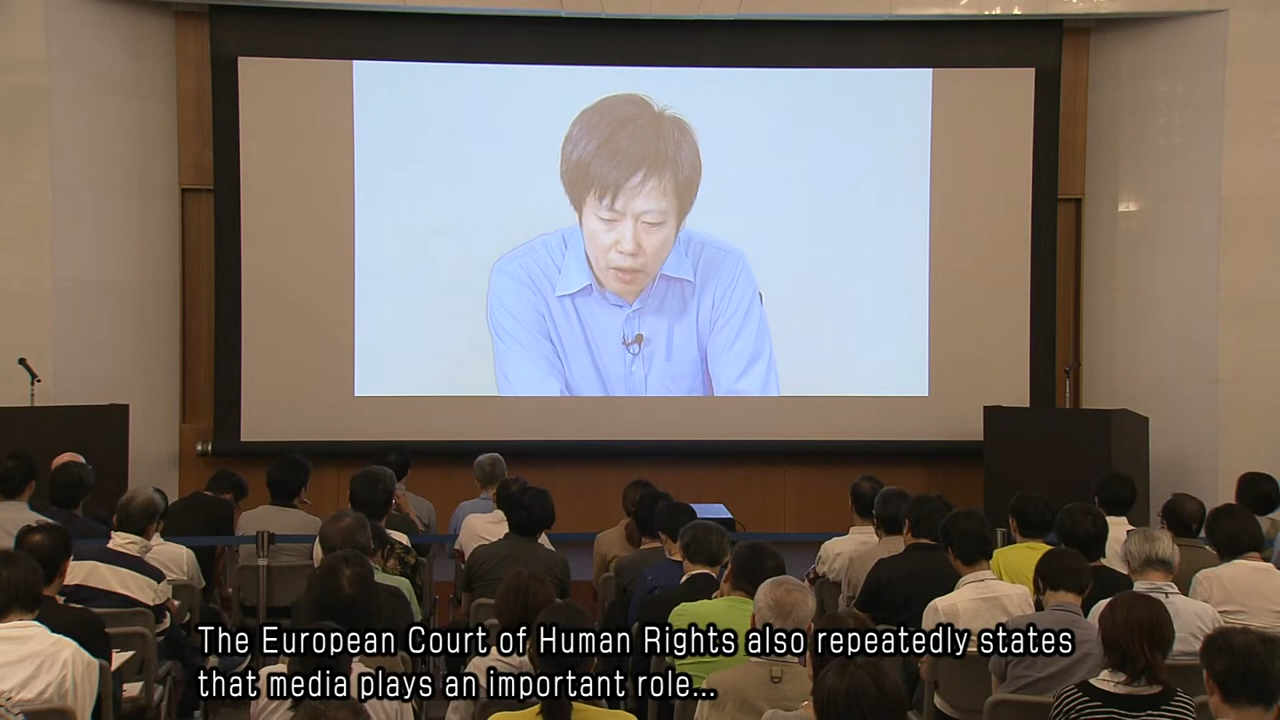 The European Court of Human Rights also repeatedly states
that media plays an important role...